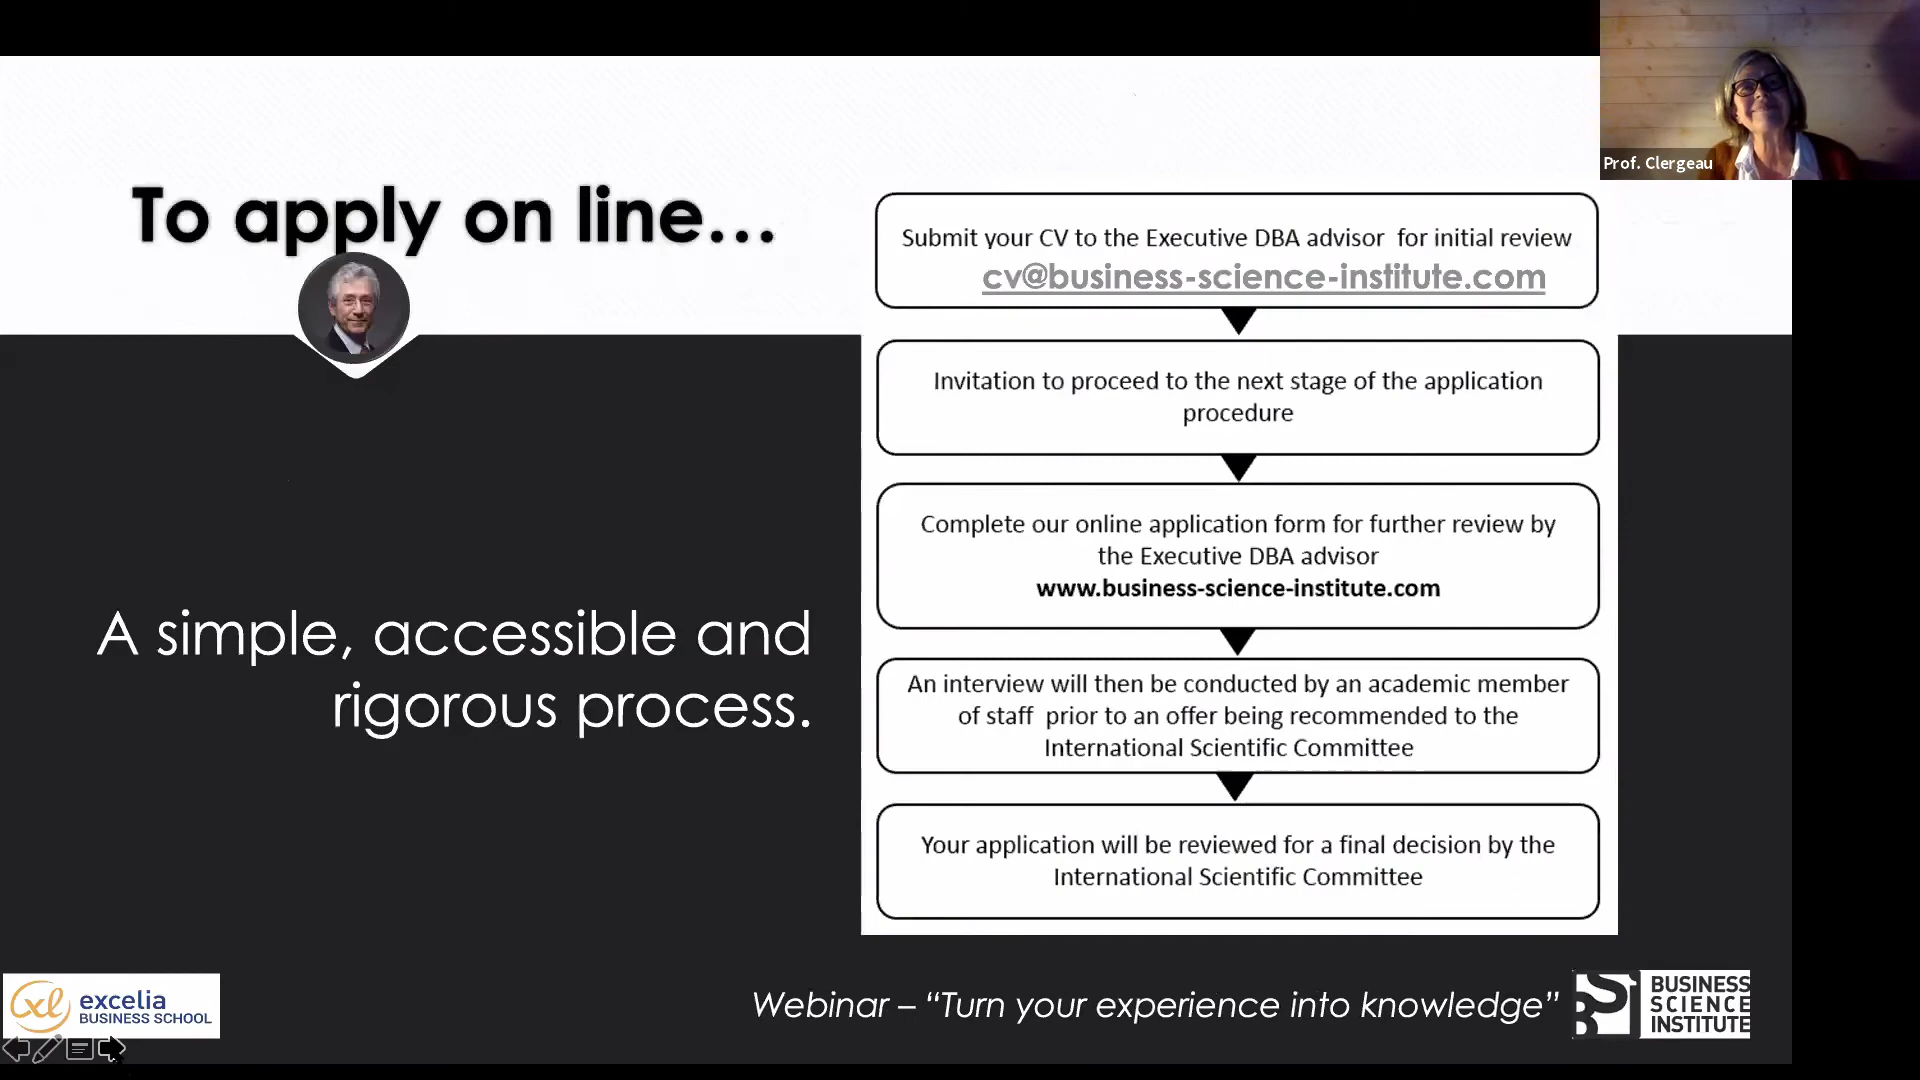 Prof. Clergeau
To apply on line...
Submit your CV to the Executive DBA advisor for initial review
cv@business-science-institute.com
Invitation to proceed to the next stage of the application
procedure
Complete our online application form for further review by
the Executive DBA advisor
www.business-science-institute.com
An interview will then be conducted by an academic member
of staff prior to an offer being recommended to the
International Scientific Committee
Your application will be reviewed for a final decision by the
International Scientific Committee
A simple, accessible and
rigorous process.
xl excelia
BUSINESS SCHOOL
Webinar – “Turn your experience into knowledge”
BSI
BUSINESS
SCIENCE
INSTITUTE